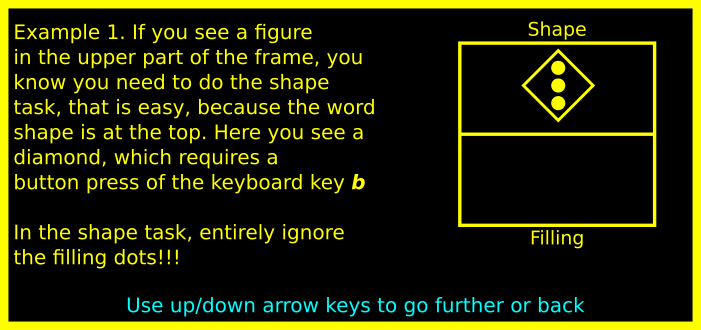 Example 1. If you see a figure
in the upper part of the frame, you
know you need to do the shape
task, that is easy, because the word
shape is at the top. Here you see a
diamond, which requires a
button press of the keyboard key b
In the shape task, entirely ignore
the filling dots!!!
Shape
Filling
Use up/down arrow keys to go further or back